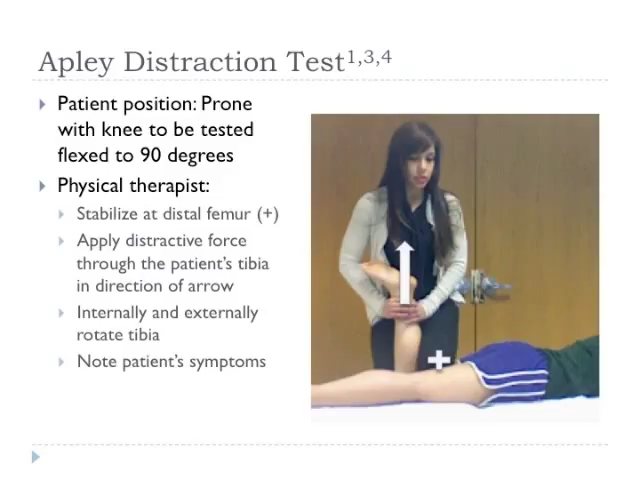 Apley Distraction Test1,3,4
Patient position: Prone
with knee to be tested
flexed to 90 degrees
Physical therapist:
Stabilize at distal femur (+)
Apply distractive force
through the patient's tibia
in direction of arrow
Internally and externally
rotate tibia
Note patient's symptoms
+